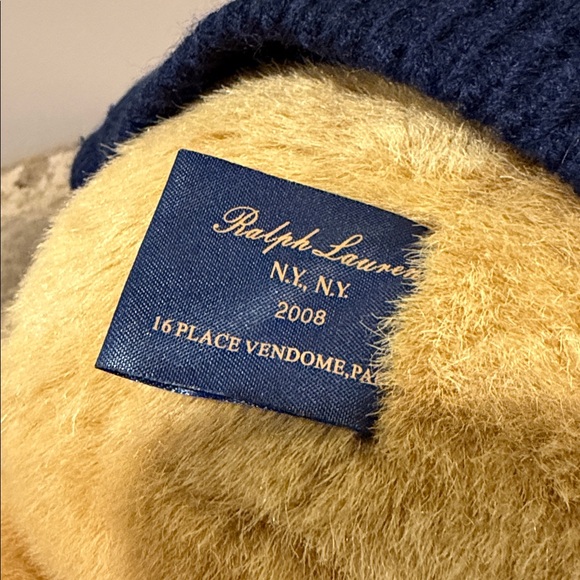 Ralph Lauren
N.Y., N.Y.
2008
16 PLACE VENDOME,PA